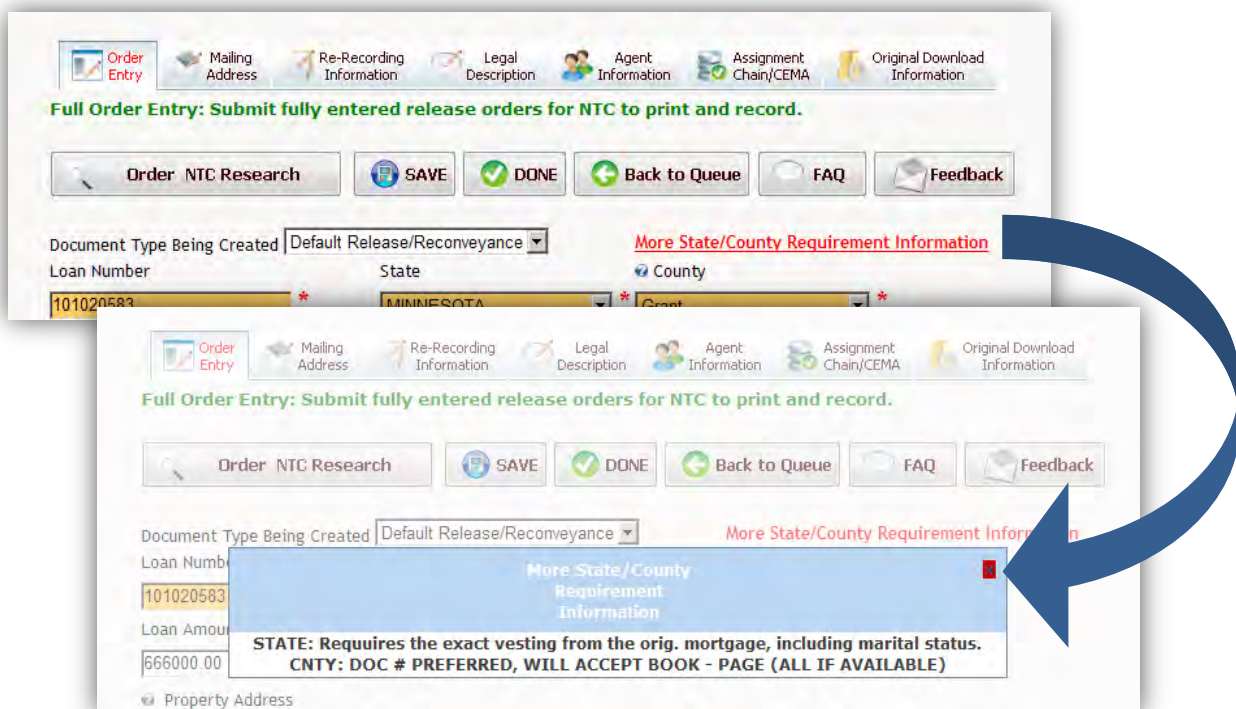 Order Entry
Mailing Address
Re-Recording Information
Legal Description
Agent Information
Assignment Chain/CEMA
Original Download Information
Full Order Entry: Submit fully entered release orders for NTC to print and record.
Order NTC Research
SAVE
DONE
Back to Queue
FAQ
Feedback
Document Type Being Created Default Release/Reconveyance
More State/County Requirement Information
Loan Number
State
County
101020583 *
MINNESOTA *
Grant *
Order Entry
Mailing Address
Re-Recording Information
Legal Description
Agent Information
Assignment Chain/CEMA
Original Download Information
Full Order Entry: Submit fully entered release orders for NTC to print and record.
Order NTC Research
SAVE
DONE
Back to Queue
FAQ
Feedback
Document Type Being Created Default Release/Reconveyance
More State/County Requirement
Loan Numb
101020583
Loan Amou
666000.00
More State/County
Requirement
Information
x
STATE: Requuires the exact vesting from the orig. mortgage, including marital status.
CNTY: DOC # PREFERRED, WILL ACCEPT BOOK - PAGE (ALL IF AVAILABLE)
Property Address